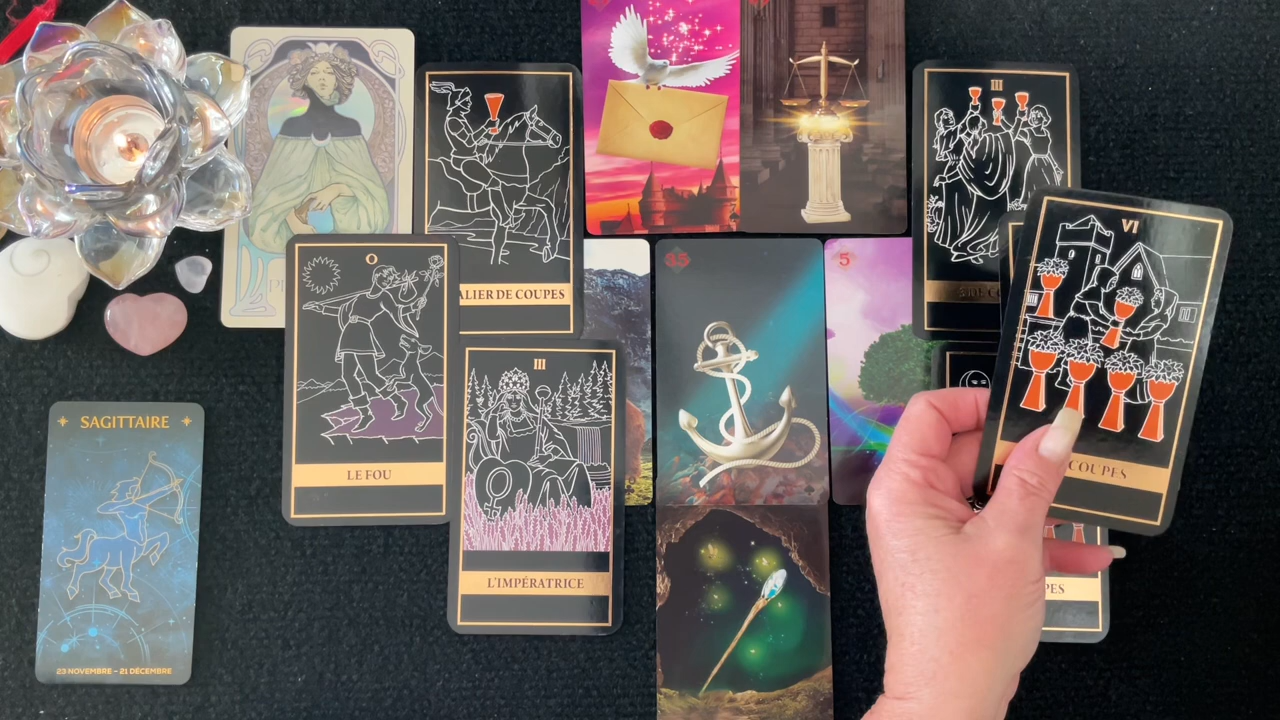 ALIER DE COUPES
III
O
VI
35
5
SAGITTAIRE
LE FOU
COUPES
III
L'IMPÉRATRICE
PES
23 NOVEMBRE - 21 DÉCEMBRE